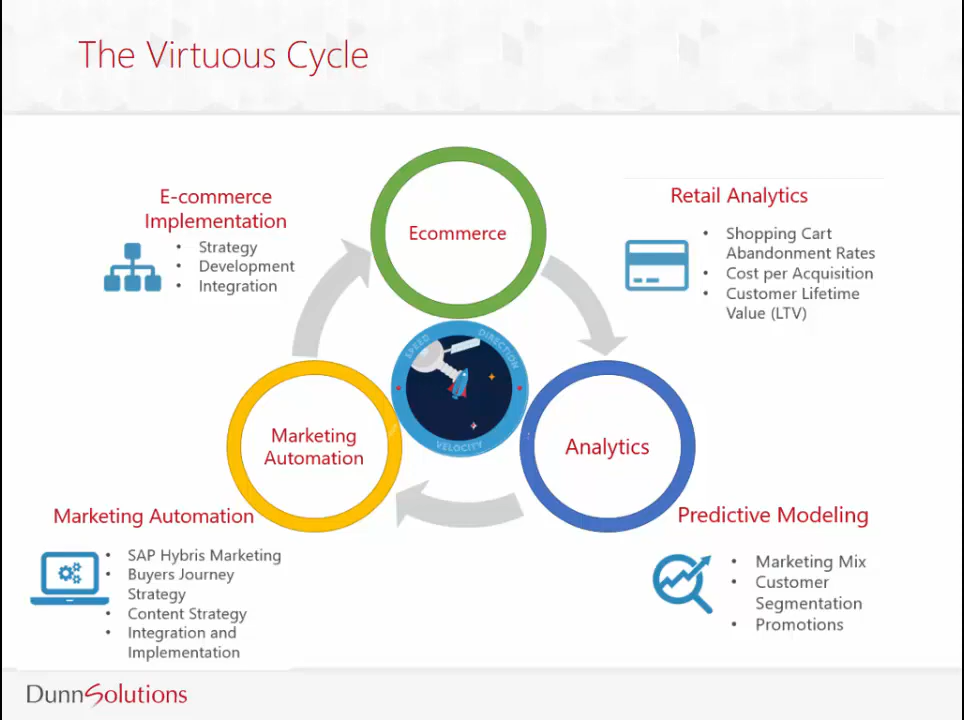 The Virtuous Cycle
E-commerce
Implementation
• Strategy
• Development
• Integration
Ecommerce
Retail Analytics
• Shopping Cart
Abandonment Rates
• Cost per Acquisition
• Customer Lifetime
Value (LTV)
SPEED
DIRECTION
VELOCITY
Marketing
Automation
Analytics
Marketing Automation
• SAP Hybris Marketing
• Buyers Journey
Strategy
• Content Strategy
• Integration and
Implementation
Predictive Modeling
• Marketing Mix
• Customer
Segmentation
• Promotions
DunnSolutions